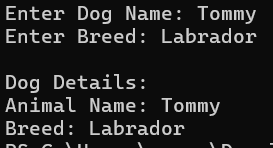 Enter Dog Name: Tommy
Enter Breed: Labrador
Dog Details:
Animal Name: Tommy
Breed: Labrador